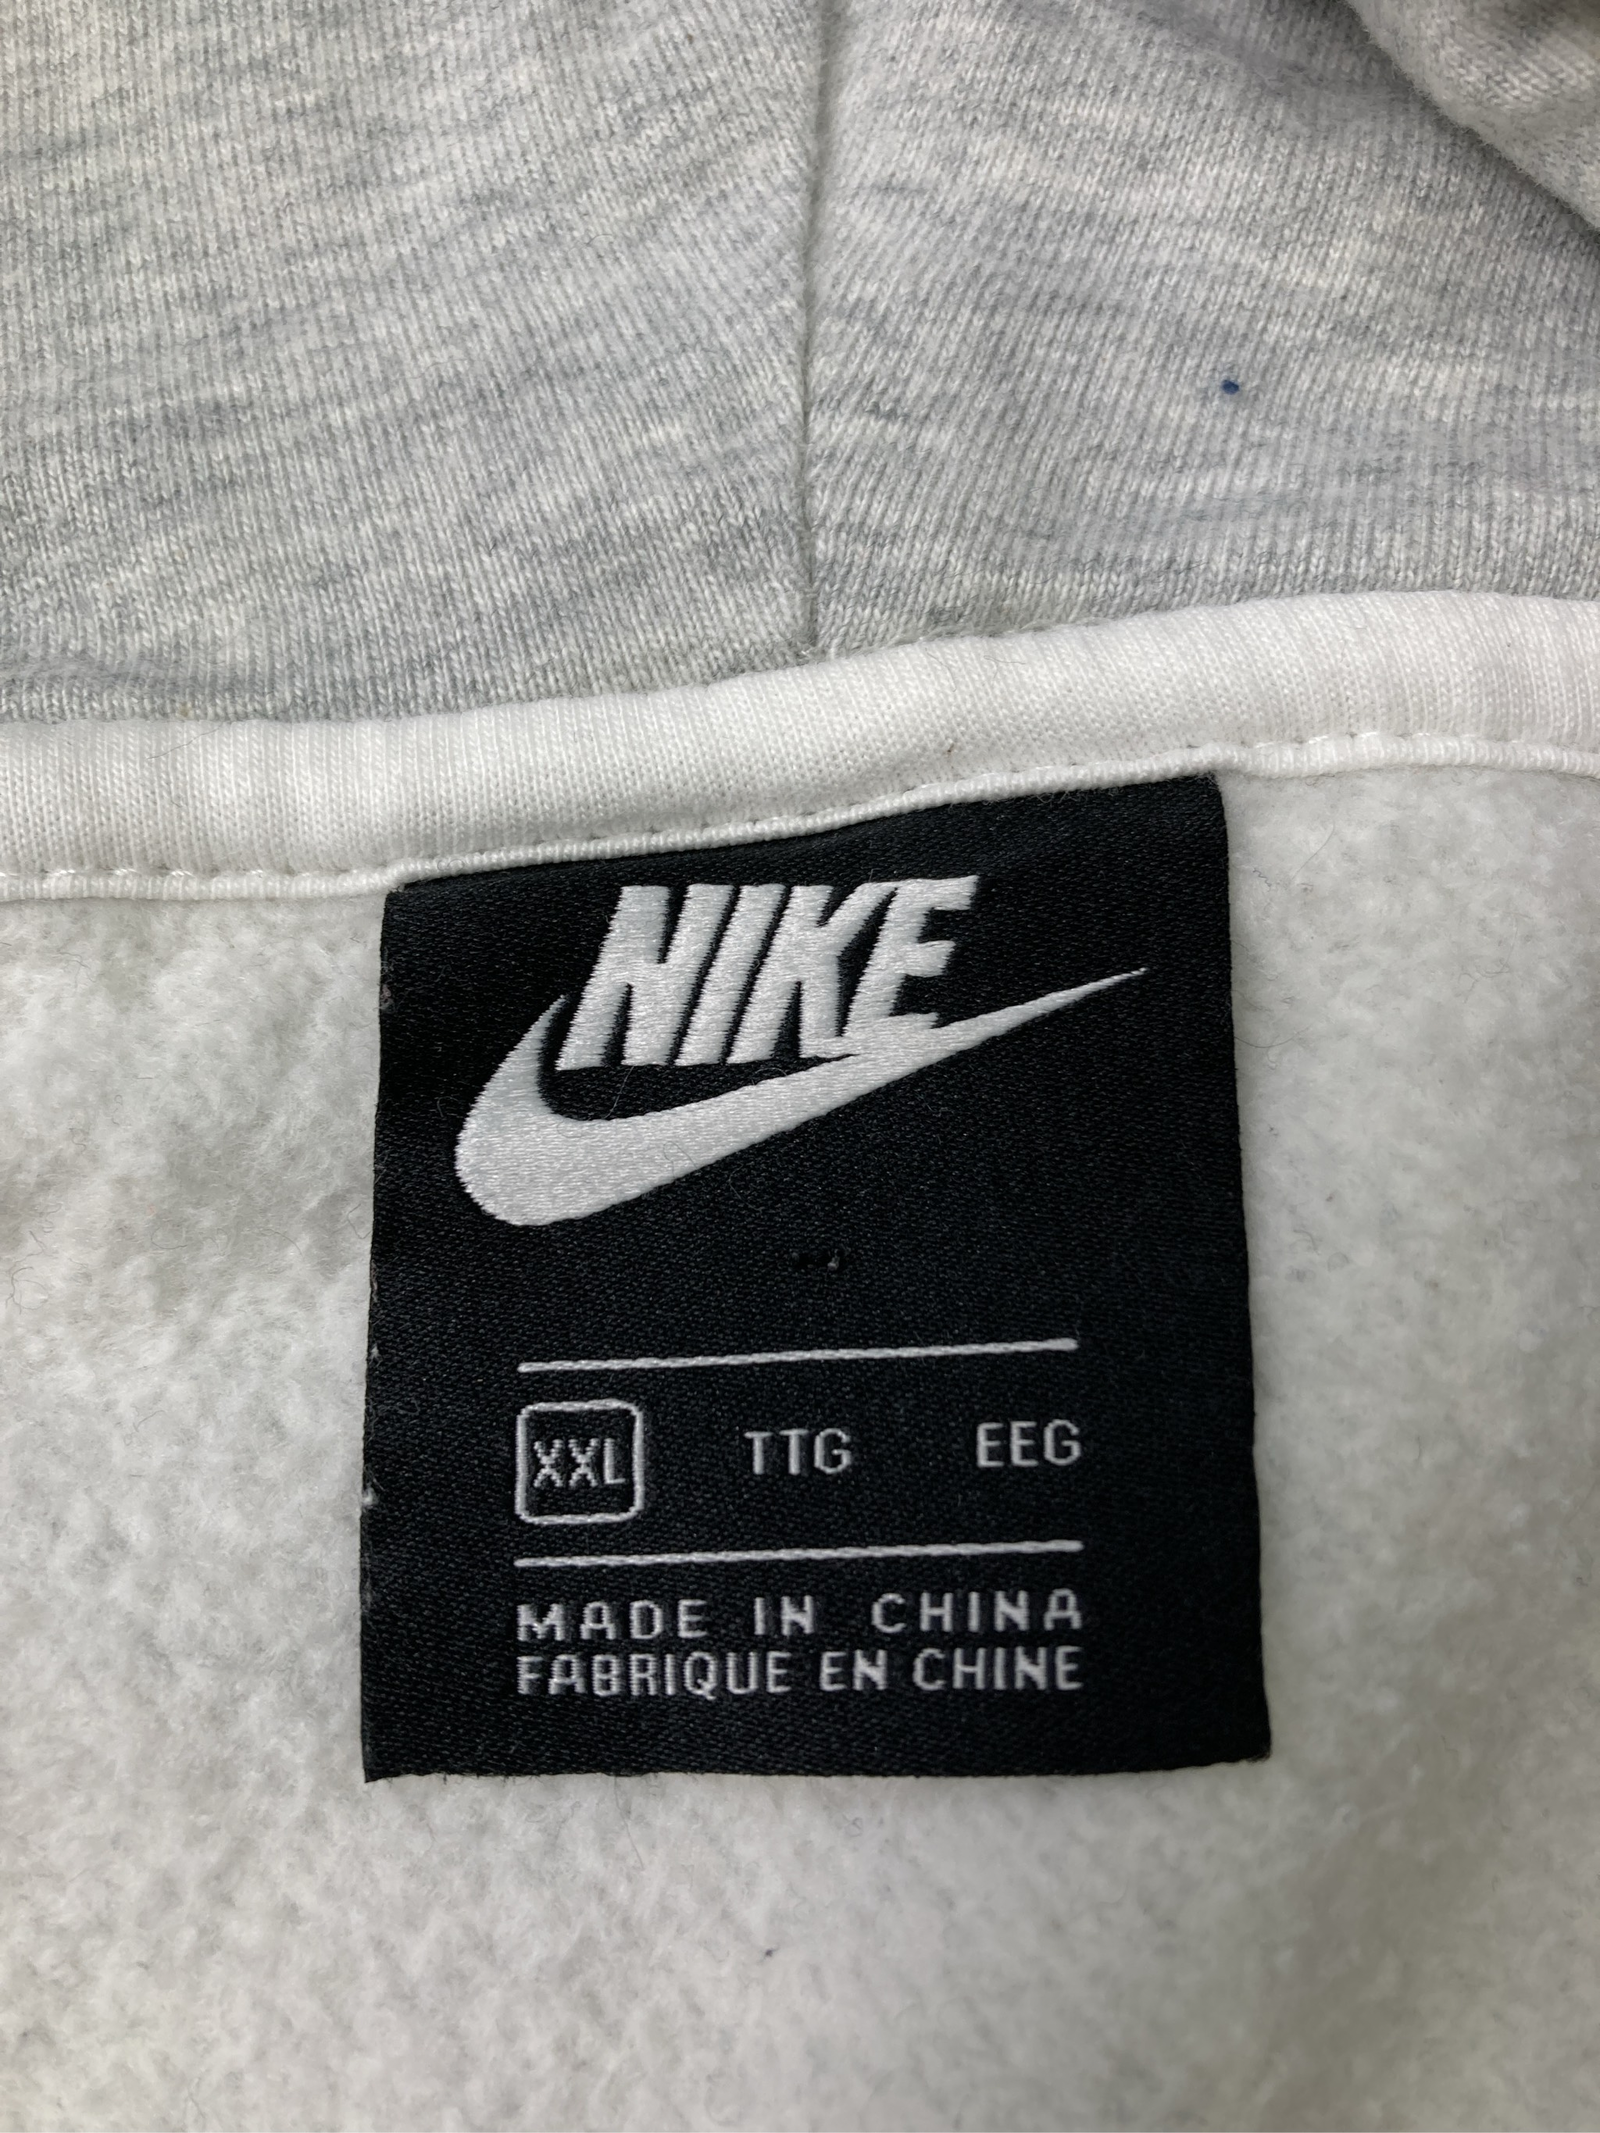 NIKE
XXL TTG EEG
MADE IN CHINA
FABRIQUE EN CHINE